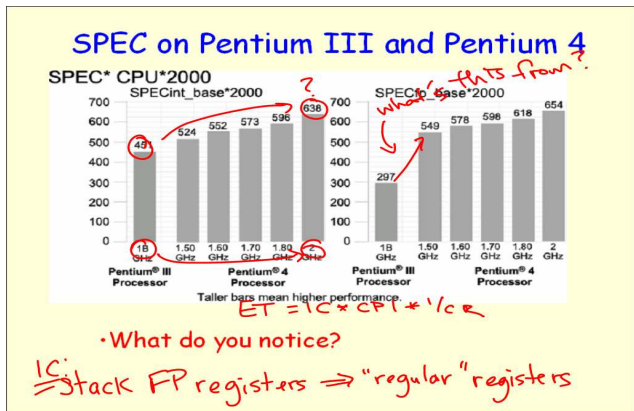 SPEC on Pentium III and Pentium 4
SPEC* CPU*2000
SPECint_base*2000
?
700
600
500
400
300
200
100
0
451
524
552
573
596
638
1B GHz
1.50 GHz
1.60 GHz
1.70 GHz
1.80 GHz
2 GHz
Pentium® III Processor
Pentium® 4 Processor
what's this from?
SPECfp_base*2000
700
600
500
400
300
200
100
0
297
549
578
598
618
654
1B GHz
1.50 GHz
1.60 GHz
1.70 GHz
1.80 GHz
2 GHz
Pentium® III Processor
Pentium® 4 Processor
Taller bars mean higher performance.
ET = IC * CPI * 1/CR
•What do you notice?
IC:
Stack FP registers ⇒ "regular" registers